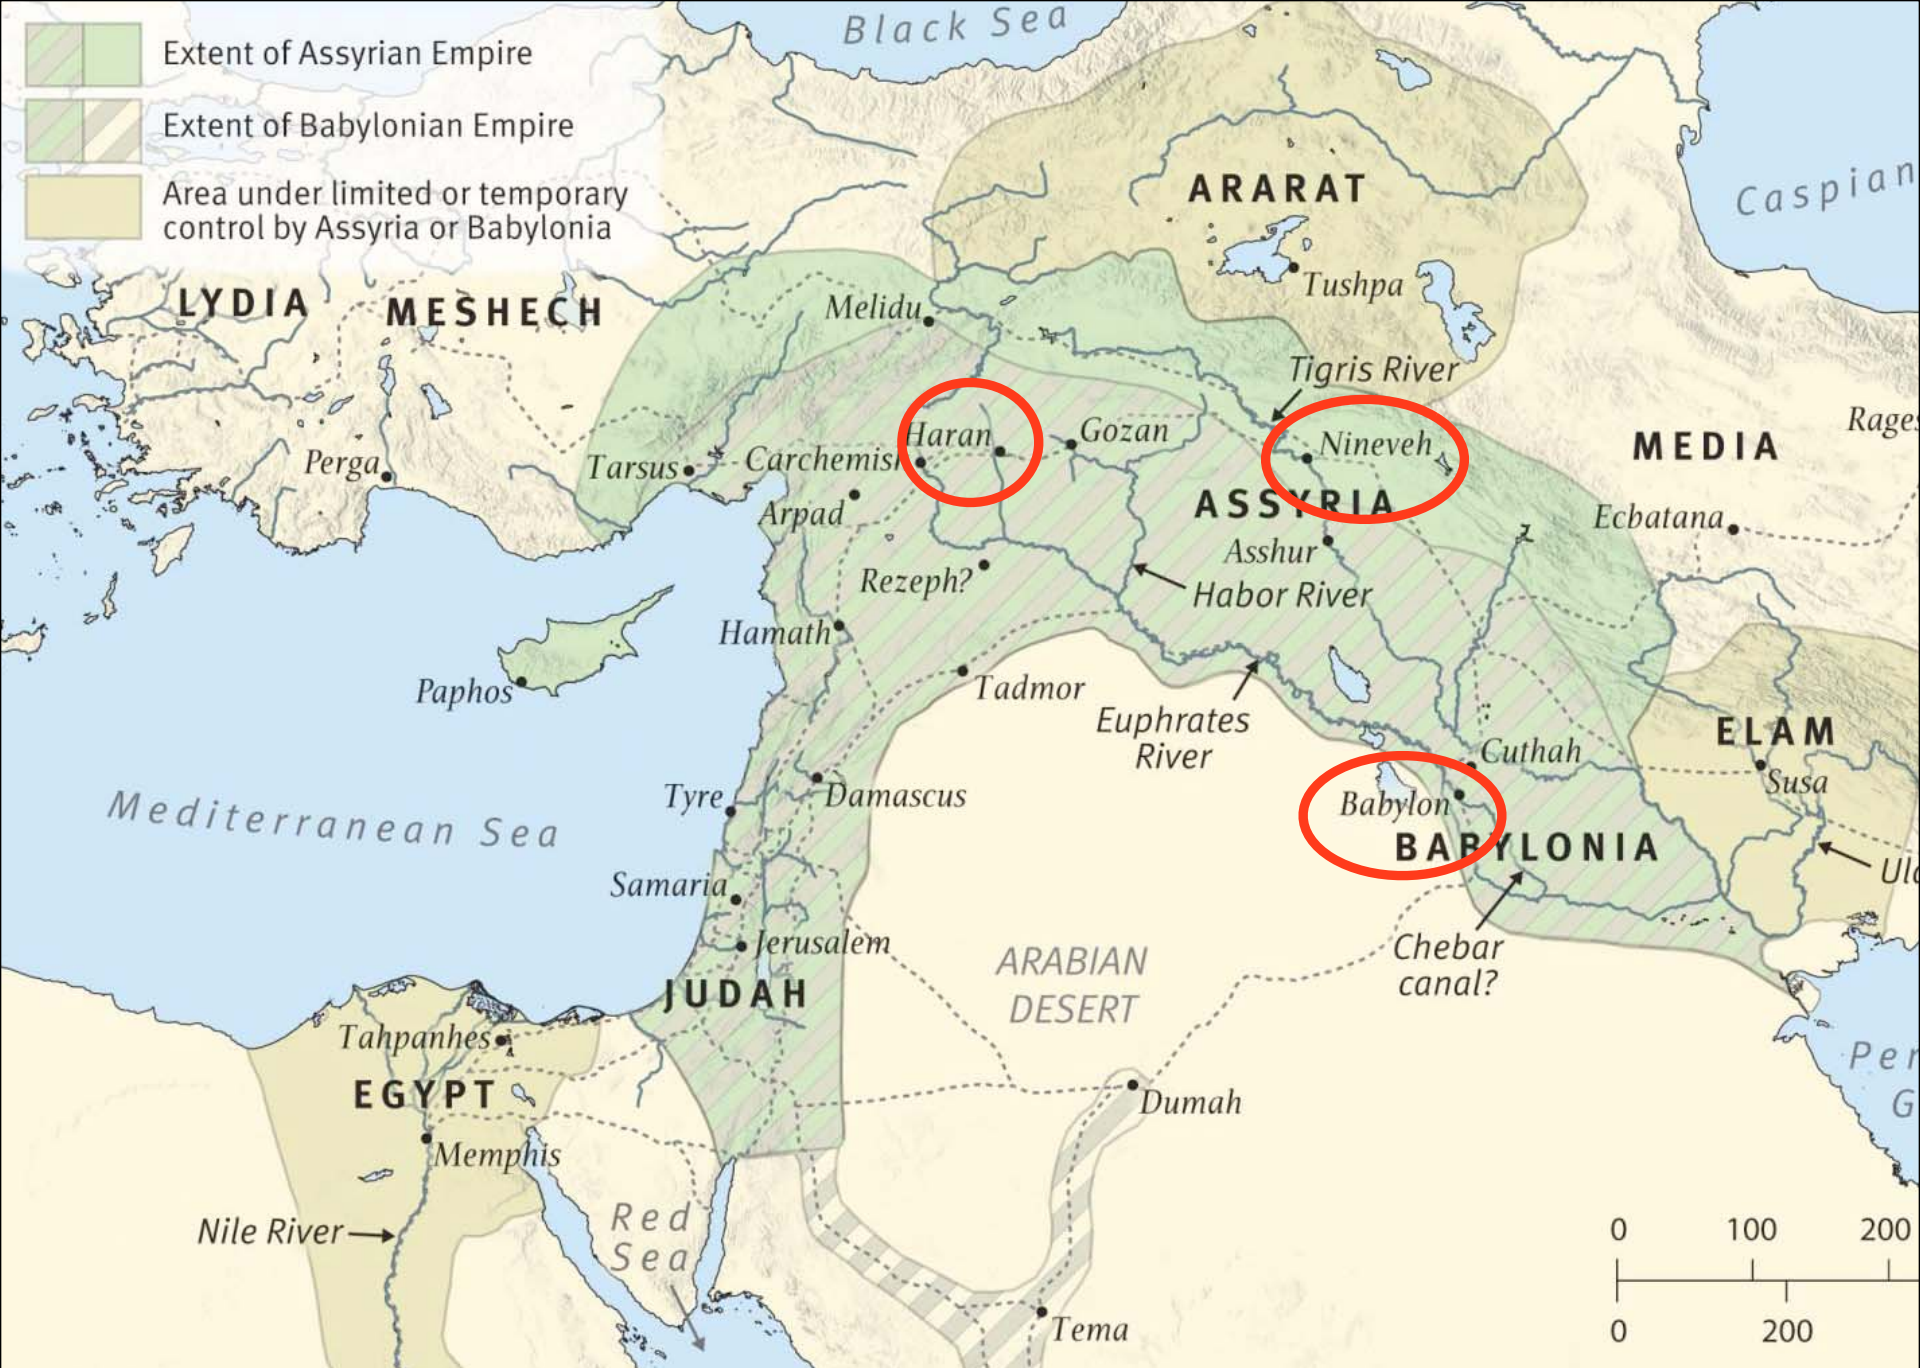 Extent of Assyrian Empire
Extent of Babylonian Empire
Area under limited or temporary
control by Assyria or Babylonia
Black Sea
Caspian
ARARAT
Tushpa
LYDIA
MESHECH
Melidu
Tigris River
Rages
MEDIA
Haran
Gozan
Nineveh
Perga
Tarsus
Carchemish
Arpad
ASSYRIA
Ecbatana
Asshur
Rezeph?
Habor River
Hamath
Paphos
Tadmor
Euphrates
River
ELAM
Cuthah
Susa
Tyre
Damascus
Babylon
BABYLONIA
Mediterranean Sea
Ula
Samaria
Jerusalem
ARABIAN
DESERT
Chebar
canal?
JUDAH
Tahpanhes
EGYPT
Per
G
Dumah
Memphis
Nile River
Red
Sea
0 100 200
0 200
Tema